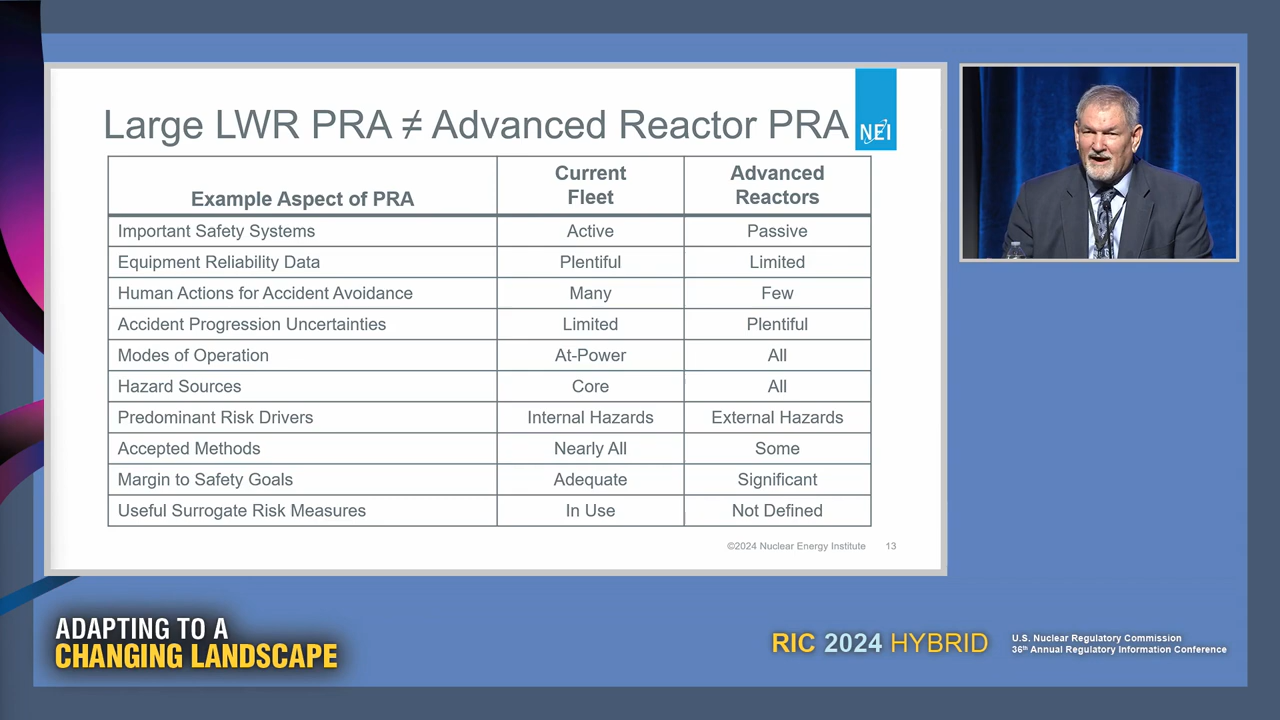 Large LWR PRA ≠ Advanced Reactor PRA
NEI
Example Aspect of PRA
Current Fleet
Advanced Reactors
Important Safety Systems Active Passive
Equipment Reliability Data Plentiful Limited
Human Actions for Accident Avoidance Many Few
Accident Progression Uncertainties Limited Plentiful
Modes of Operation At-Power All
Hazard Sources Core All
Predominant Risk Drivers Internal Hazards External Hazards
Accepted Methods Nearly All Some
Margin to Safety Goals Adequate Significant
Useful Surrogate Risk Measures In Use Not Defined
©2024 Nuclear Energy Institute 13
ADAPTING TO A
CHANGING LANDSCAPE
RIC 2024 HYBRID
U.S. Nuclear Regulatory Commission
36th Annual Regulatory Information Conference